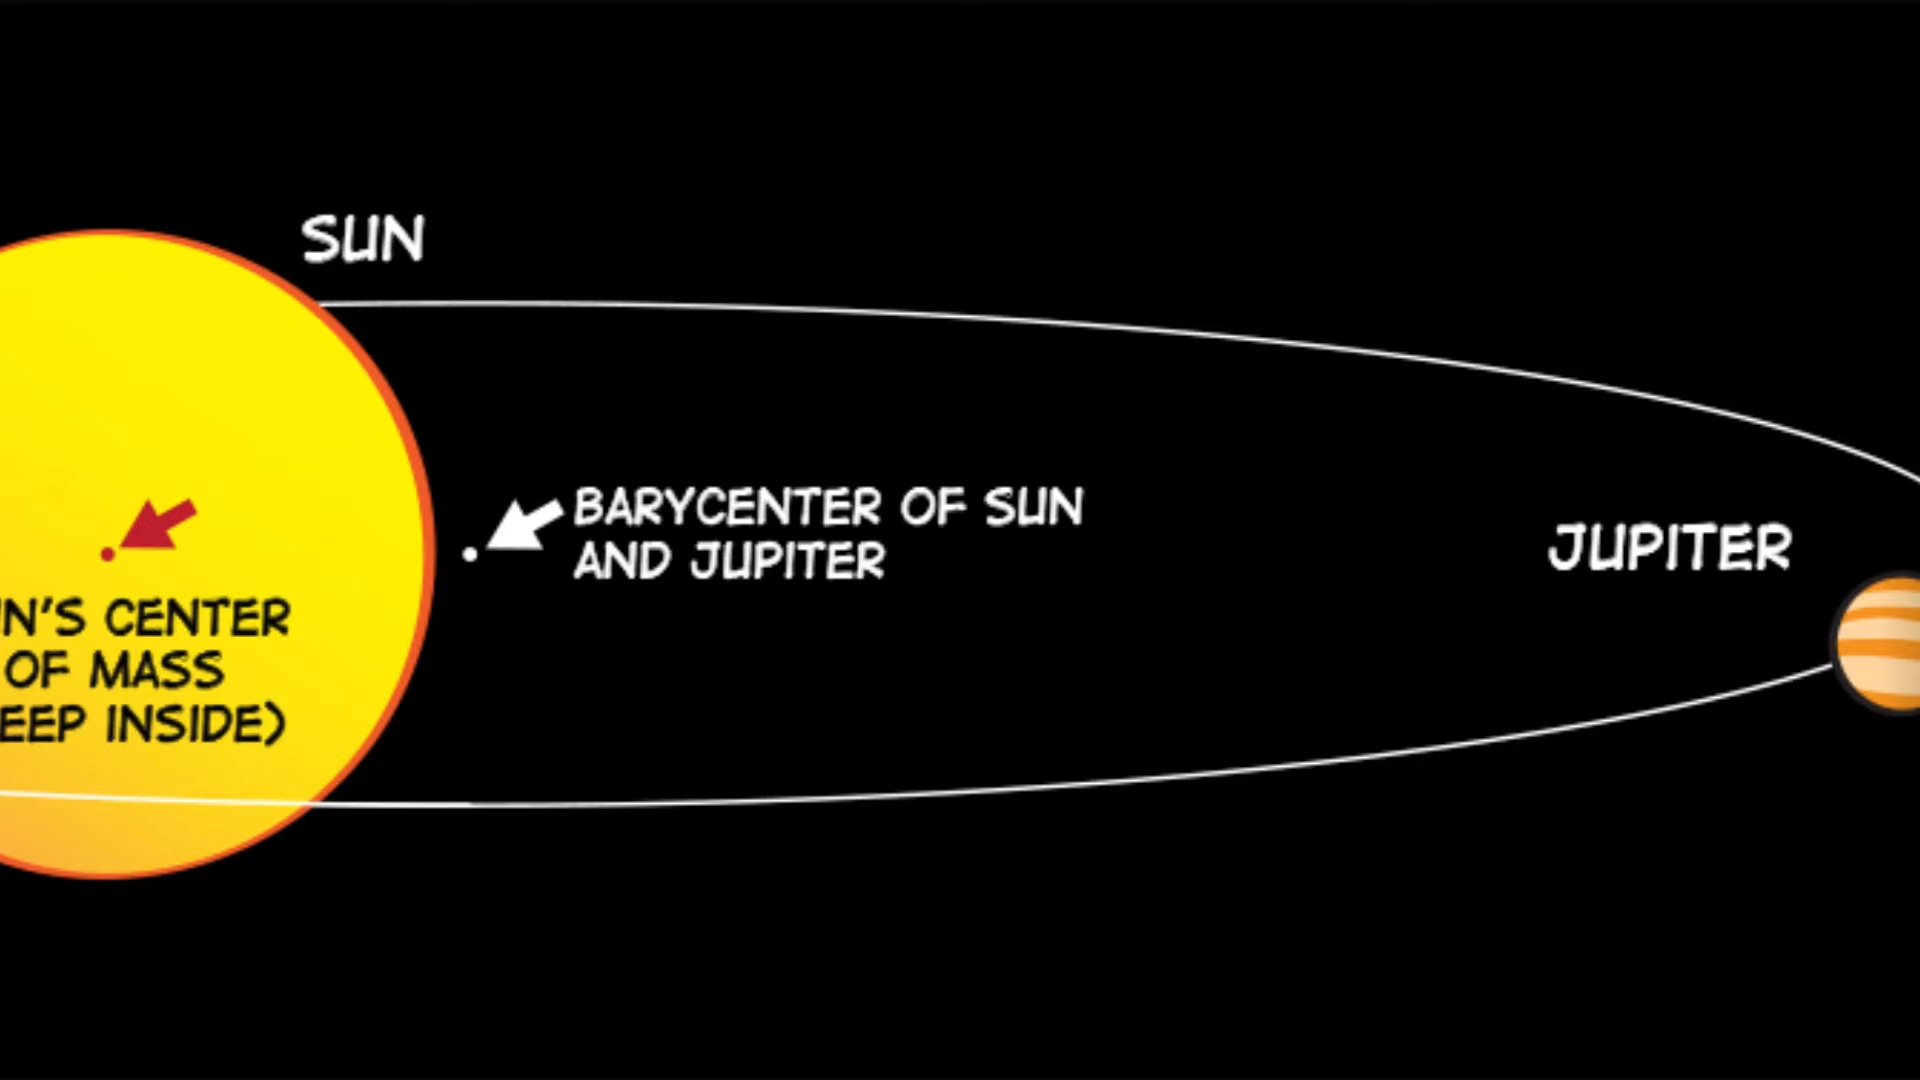 SUN
BARYCENTER OF SUN
AND JUPITER
JUPITER
N'S CENTER
OF MASS
EEP INSIDE)